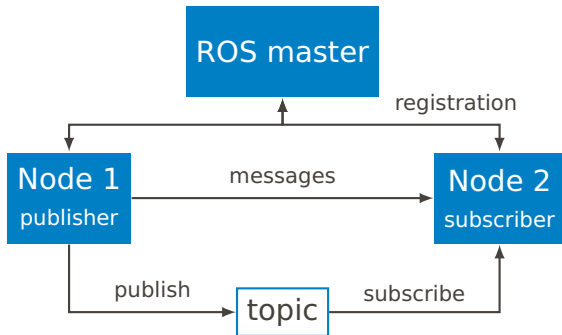 ROS master
registration
Node 1
publisher
messages
Node 2
subscriber
publish
topic
subscribe